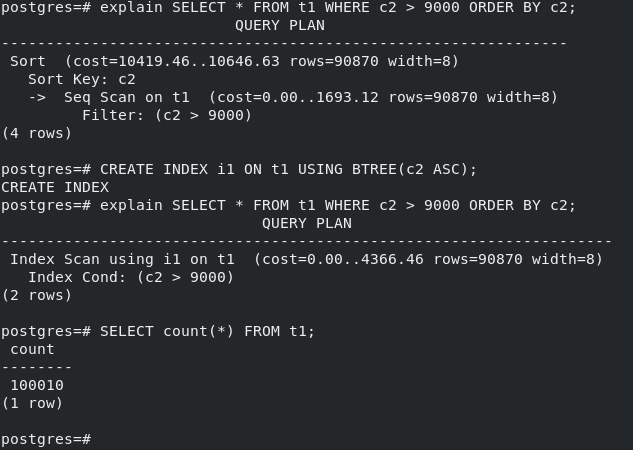 postgres=# explain SELECT * FROM t1 WHERE c2 > 9000 ORDER BY c2;
                          QUERY PLAN
---------------------------------------------------------------
 Sort  (cost=10419.46..10646.63 rows=90870 width=8)
   Sort Key: c2
   ->  Seq Scan on t1  (cost=0.00..1693.12 rows=90870 width=8)
         Filter: (c2 > 9000)
(4 rows)

postgres=# CREATE INDEX i1 ON t1 USING BTREE(c2 ASC);
CREATE INDEX
postgres=# explain SELECT * FROM t1 WHERE c2 > 9000 ORDER BY c2;
                             QUERY PLAN
--------------------------------------------------------------------
 Index Scan using i1 on t1  (cost=0.00..4366.46 rows=90870 width=8)
   Index Cond: (c2 > 9000)
(2 rows)

postgres=# SELECT count(*) FROM t1;
 count
--------
 100010
(1 row)

postgres=#